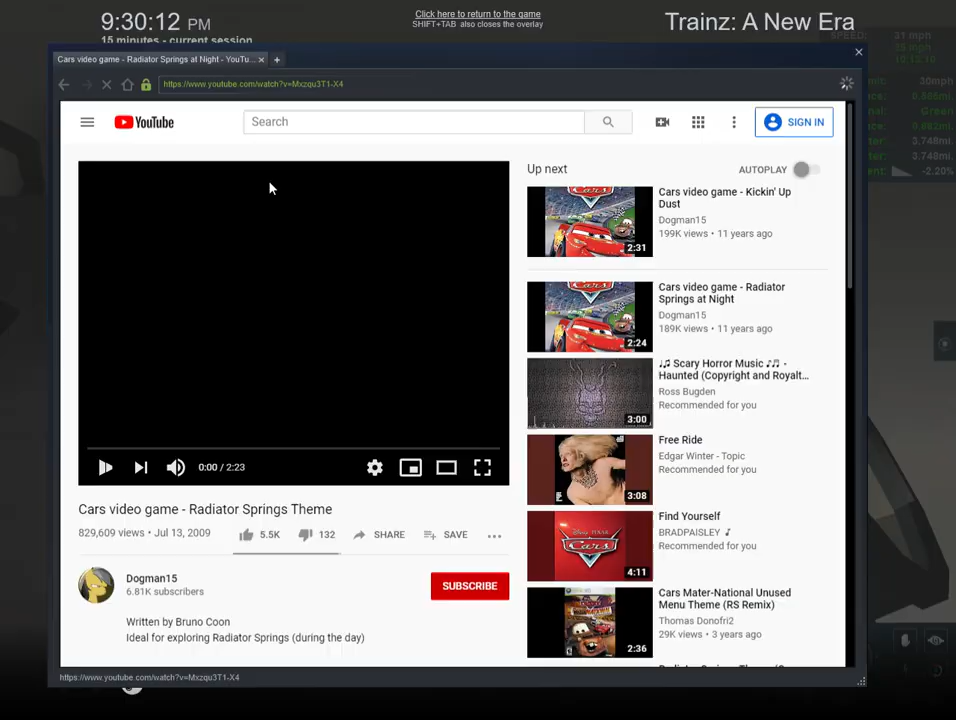 9:30:12 PM
15 minutes - current session
Click here to return to the game
SHIFT+TAB also closes the overlay
Trainz: A New Era
SPEED: 31 mph
Cars video game - Radiator Springs at Night - YouTu...
https://www.youtube.com/watch?v=Mxzqu3T1-X4
YouTube
Search
SIGN IN
Up next
AUTOPLAY
Cars video game - Kickin' Up
Dust
Dogman15
199K views • 11 years ago
2:31
Cars video game - Radiator
Springs at Night
Dogman15
189K views • 11 years ago
2:24
♫ Scary Horror Music ♪♬ -
Haunted (Copyright and Royalt...
Ross Bugden
Recommended for you
3:00
Free Ride
Edgar Winter - Topic
Recommended for you
3:08
Find Yourself
BRADPAISLEY ♪
Recommended for you
4:11
Cars Mater-National Unused
Menu Theme (RS Remix)
Thomas Donofri2
29K views • 3 years ago
2:36
0:00 / 2:23
Cars video game - Radiator Springs Theme
829,609 views • Jul 13, 2009
5.5K
132
SHARE
SAVE
Dogman15
6.81K subscribers
SUBSCRIBE
Written by Bruno Coon
Ideal for exploring Radiator Springs (during the day)
https://www.youtube.com/watch?v=Mxzqu3T1-X4